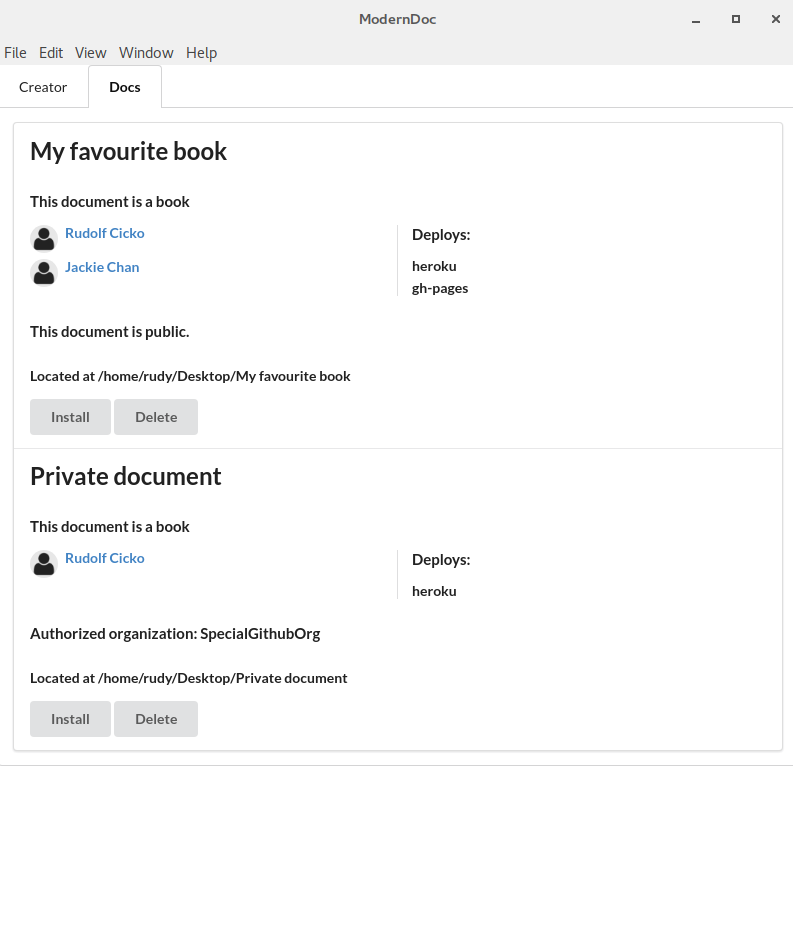 ModernDoc
File Edit View Window Help
Creator Docs
My favourite book
This document is a book
Rudolf Cicko
Jackie Chan
Deploys:
heroku
gh-pages
This document is public.
Located at /home/rudy/Desktop/My favourite book
Install Delete
Private document
This document is a book
Rudolf Cicko
Deploys:
heroku
Authorized organization: SpecialGithubOrg
Located at /home/rudy/Desktop/Private document
Install Delete